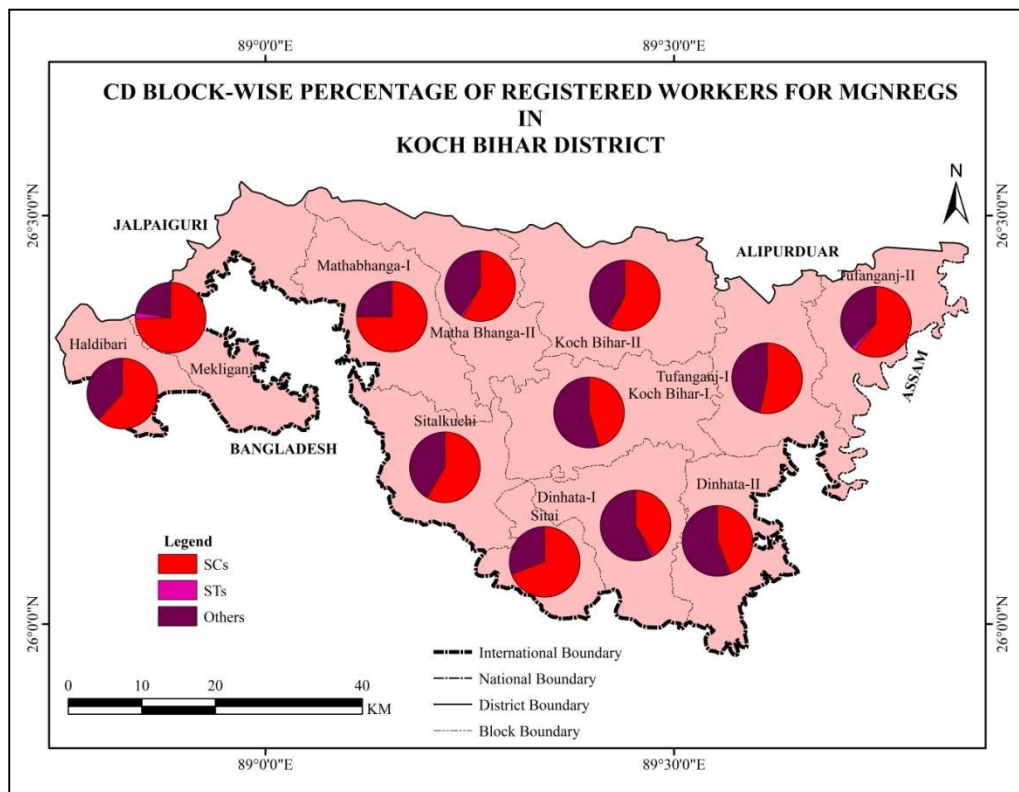 89°0'0"E
89°30'0"E
CD BLOCK-WISE PERCENTAGE OF REGISTERED WORKERS FOR MGNREGS
IN
KOCH BIHAR DISTRICT
N
26°30'0"N
26°30'0"N
JALPAIGURI
ALIPURDUAR
Mathabhanga-I
Tufanganj-II
Matha Bhanga-II
Koch Bihar-II
Haldibari
Mekliganj
Tufanganj-I
Koch Bihar-I
ASSAM
BANGLADESH
Sitalkuchi
Dinhata-I
Dinhata-II
Sitai
Legend
SCs
STs
Others
26°0'0"N
26°0'0"N
International Boundary
National Boundary
District Boundary
Block Boundary
0 10 20 40
KM
89°0'0"E
89°30'0"E